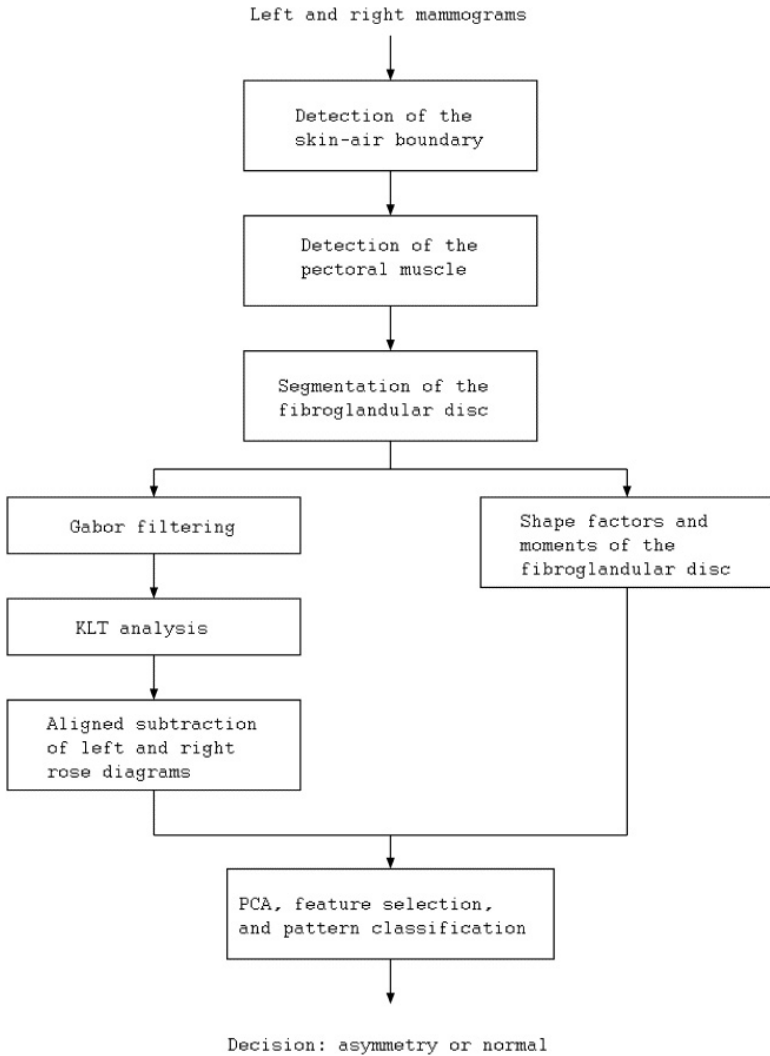 Left and right mammograms
Detection of the
skin-air boundary
Detection of the
pectoral muscle
Segmentation of the
fibroglandular disc
Gabor filtering
KLT analysis
Aligned subtraction
of left and right
rose diagrams
Shape factors and
moments of the
fibroglandular disc
PCA, feature selection,
and pattern classification
Decision: asymmetry or normal